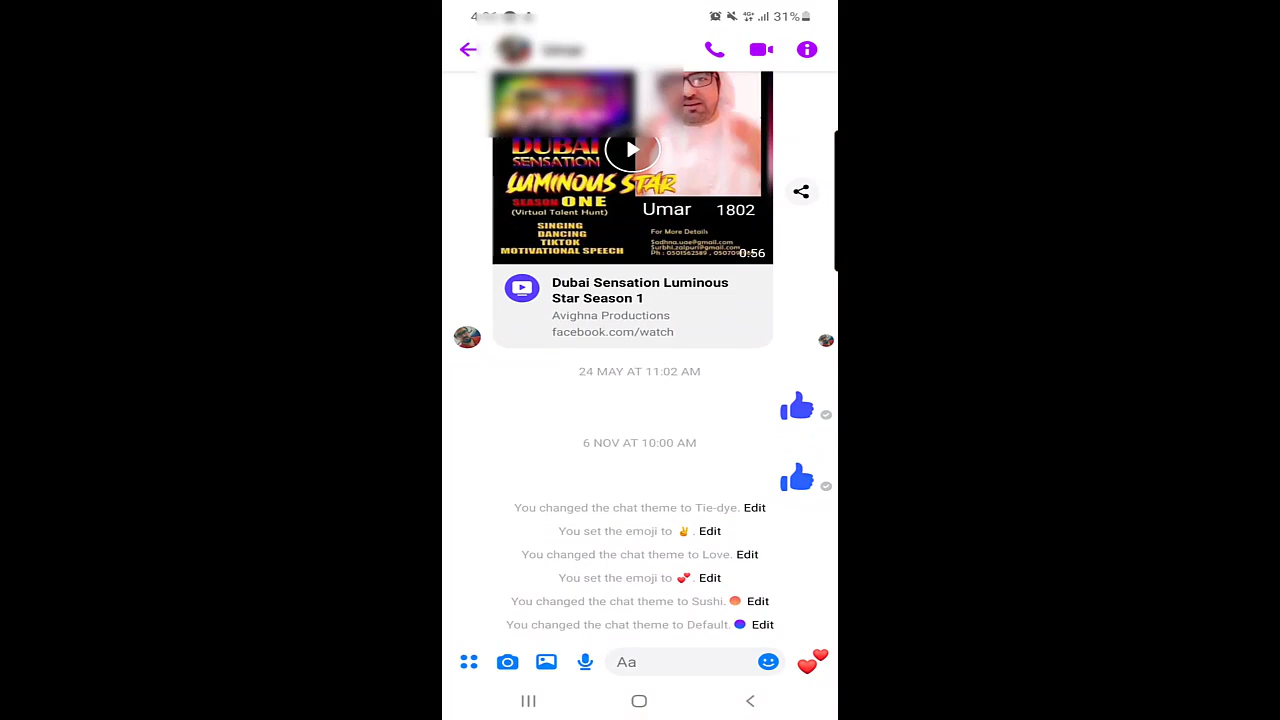 31%
DUBAI
SENSATION
LUMINOUS STAR
SEASON ONE
(Virtual Talent Hunt)
SINGING
DANCING
TIKTOK
MOTIVATIONAL SPEECH
Umar 1802
For More Details
Sadhna.uae@gmail.com
0:56
Dubai Sensation Luminous
Star Season 1
Avighna Productions
facebook.com/watch
24 MAY AT 11:02 AM
6 NOV AT 10:00 AM
You changed the chat theme to Tie-dye. Edit
You set the emoji to ✌. Edit
You changed the chat theme to Love. Edit
You set the emoji to 💕. Edit
You changed the chat theme to Sushi. Edit
You changed the chat theme to Default. Edit
Aa